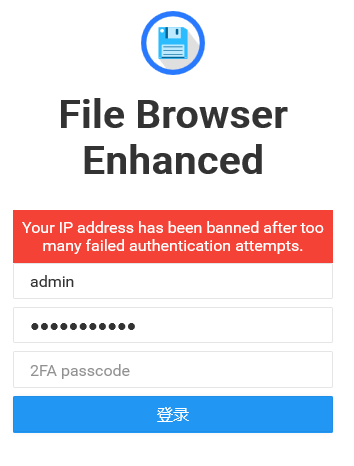 File Browser
Enhanced
Your IP address has been banned after too
many failed authentication attempts.
admin
●●●●●●●●●●●
2FA passcode
登录